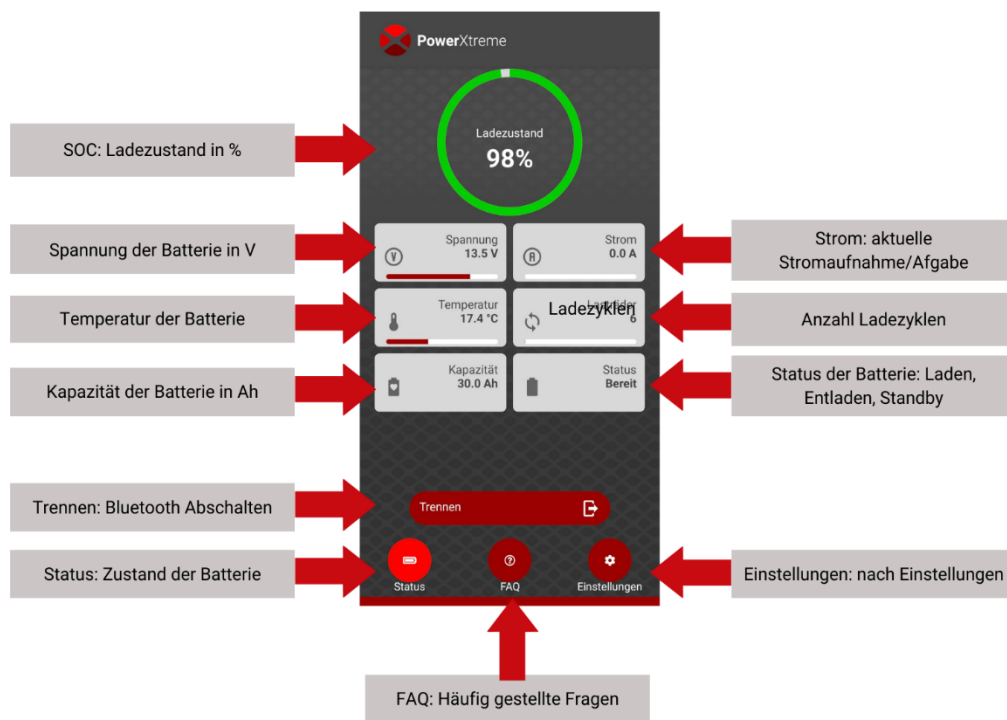 PowerXtreme
Ladezustand
98%
SOC: Ladezustand in %
Spannung der Batterie in V
Spannung
13.5 V
Strom
0.0 A
Strom: aktuelle
Stromaufnahme/Afgabe
Temperatur der Batterie
Temperatur
17.4 °C
Ladezyklen
6
Anzahl Ladezyklen
Kapazität der Batterie in Ah
Kapazität
30.0 Ah
Status
Bereit
Status der Batterie: Laden,
Entladen, Standby
Trennen: Bluetooth Abschalten
Trennen
Status: Zustand der Batterie
Status
FAQ
Einstellungen
Einstellungen: nach Einstellungen
FAQ: Häufig gestellte Fragen